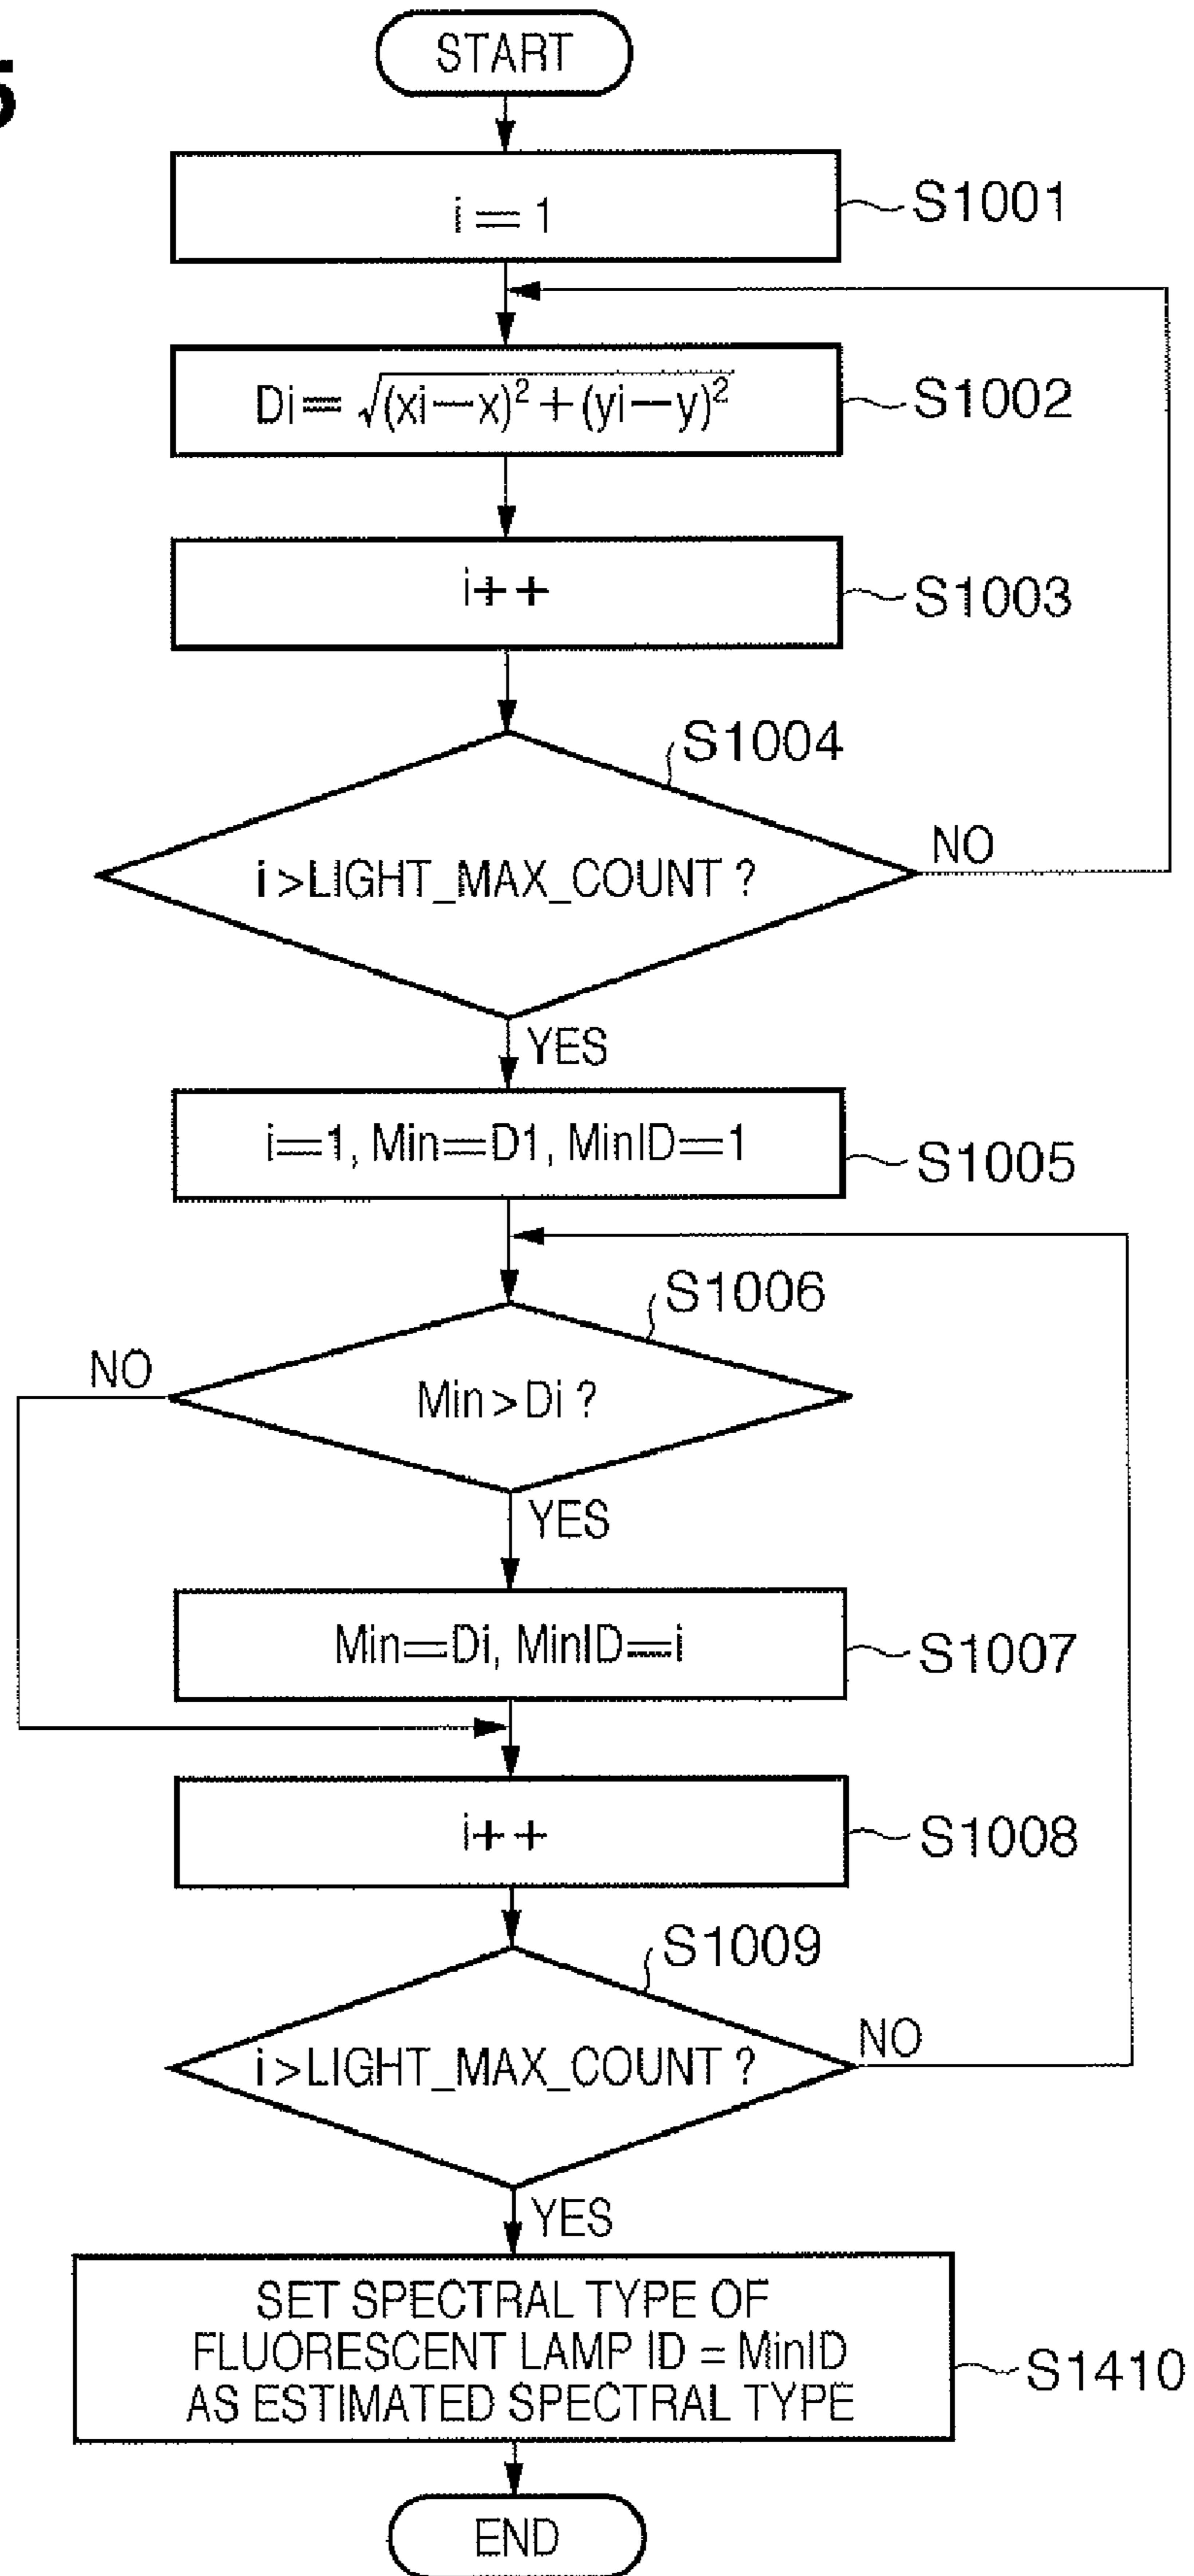 5
START
i=1
S1001
Di=√(xi-x)²+(yi-y)²
S1002
i++
S1003
S1004
i>LIGHT_MAX_COUNT ?
NO
YES
i=1, Min=D1, MinID=1
S1005
S1006
NO
Min>Di ?
YES
Min=Di, MinID=i
S1007
i++
S1008
S1009
i>LIGHT_MAX_COUNT ?
NO
YES
SET SPECTRAL TYPE OF
FLUORESCENT LAMP ID = MinID
AS ESTIMATED SPECTRAL TYPE
S1410
END